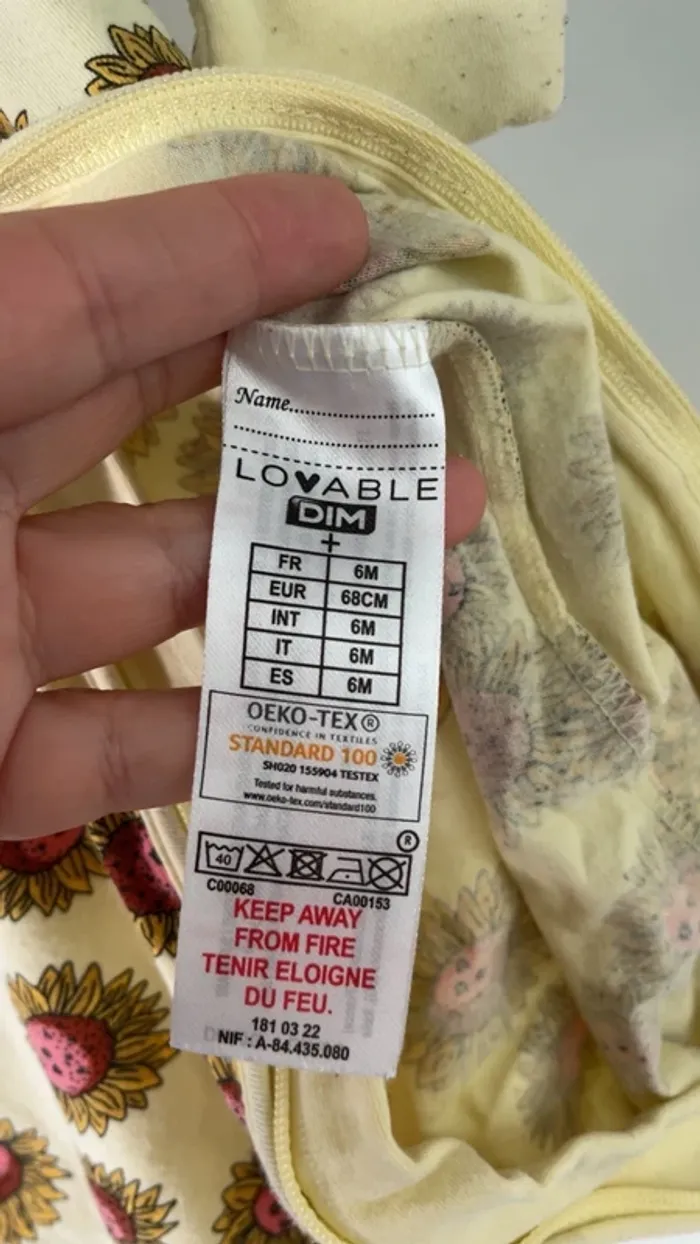 Name
LOVABLE
DIM
+
FR 6M
EUR 68CM
INT 6M
IT 6M
ES 6M
OEKO-TEX®
CONFIDENCE IN TEXTILES
STANDARD 100
SH020 155904 TESTEX
Tested for harmful substances.
www.oeko-tex.com/standard100
®
40
C00068 CA00153
KEEP AWAY
FROM FIRE
TENIR ELOIGNE
DU FEU.
181 03 22
NIF : A-84.435.080